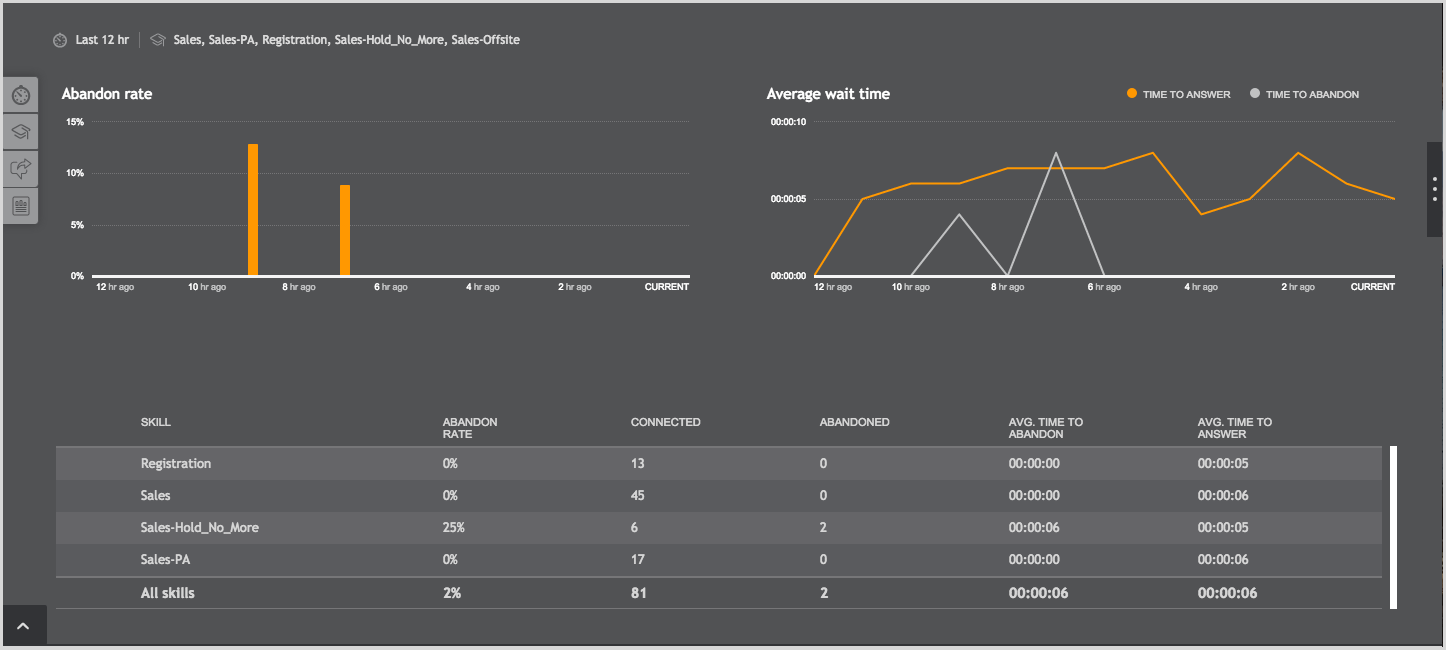 Last 12 hr Sales, Sales-PA, Registration, Sales-Hold_No_More, Sales-Offsite
Abandon rate
15%
10%
5%
0%
12 hr ago 10 hr ago 8 hr ago 6 hr ago 4 hr ago 2 hr ago CURRENT
Average wait time TIME TO ANSWER TIME TO ABANDON
00:00:10
00:00:05
00:00:00
12 hr ago 10 hr ago 8 hr ago 6 hr ago 4 hr ago 2 hr ago CURRENT
SKILL ABANDON RATE CONNECTED ABANDONED AVG. TIME TO ABANDON AVG. TIME TO ANSWER
Registration 0% 13 0 00:00:00 00:00:05
Sales 0% 45 0 00:00:00 00:00:06
Sales-Hold_No_More 25% 6 2 00:00:06 00:00:05
Sales-PA 0% 17 0 00:00:00 00:00:06
All skills 2% 81 2 00:00:06 00:00:06